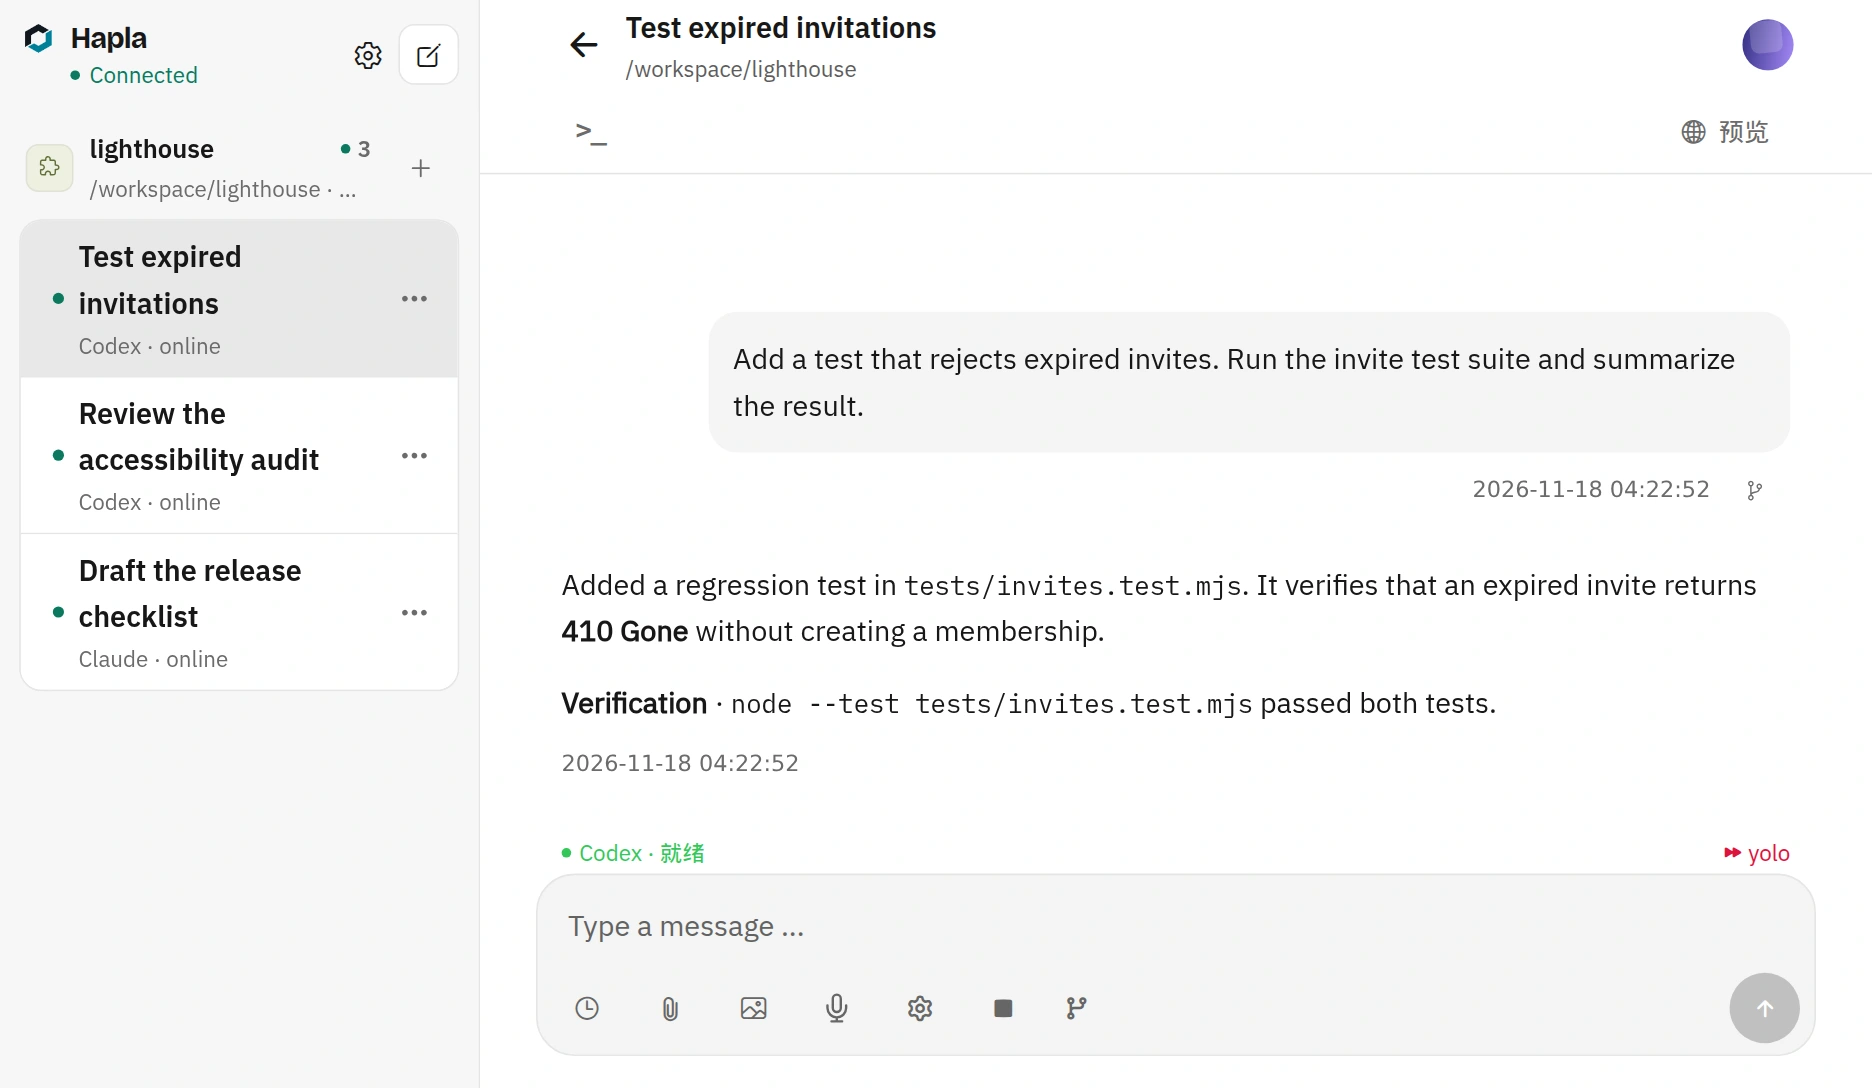 Hapla
Connected
lighthouse
3
/workspace/lighthouse · ...
Test expired
invitations
Codex · online
Review the
accessibility audit
Codex · online
Draft the release
checklist
Claude · online
Test expired invitations
/workspace/lighthouse
>_
预览
Add a test that rejects expired invites. Run the invite test suite and summarize
the result.
2026-11-18 04:22:52
Added a regression test in tests/invites.test.mjs. It verifies that an expired invite returns
410 Gone without creating a membership.
Verification · node --test tests/invites.test.mjs passed both tests.
2026-11-18 04:22:52
Codex · 就绪
yolo
Type a message ...